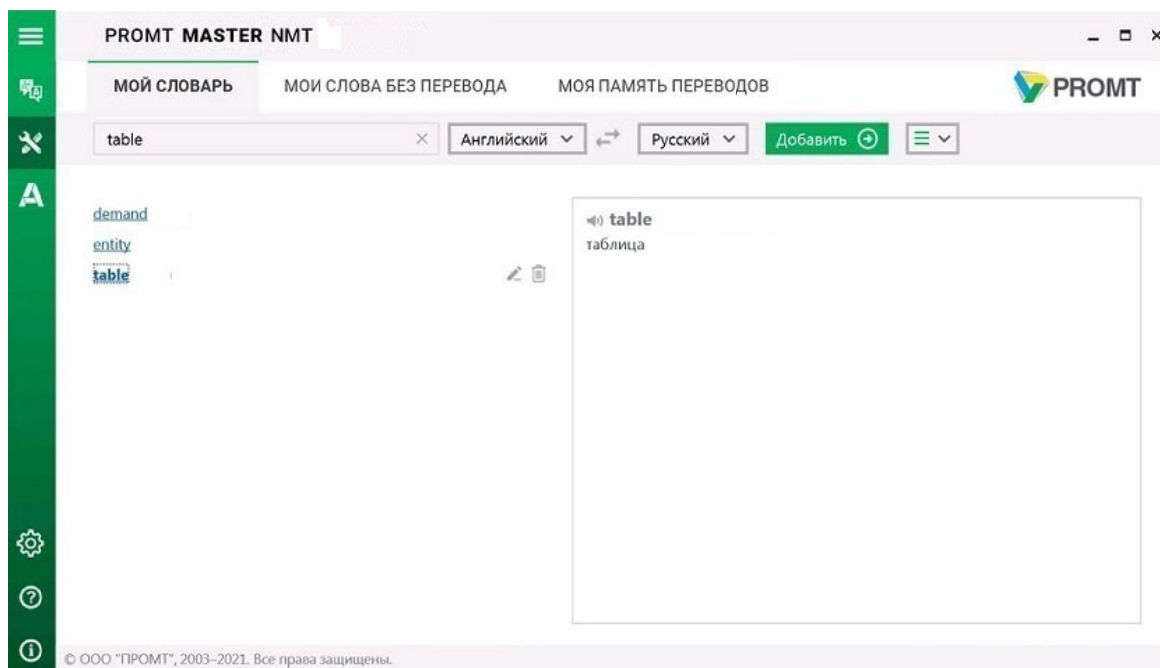 PROMT MASTER NMT
МОЙ СЛОВАРЬ
МОИ СЛОВА БЕЗ ПЕРЕВОДА
МОЯ ПАМЯТЬ ПЕРЕВОДОВ
PROMT
table
Английский
Русский
Добавить
demand
entity
table
table
таблица
© ООО "ПРОМТ", 2003–2021. Все права защищены.